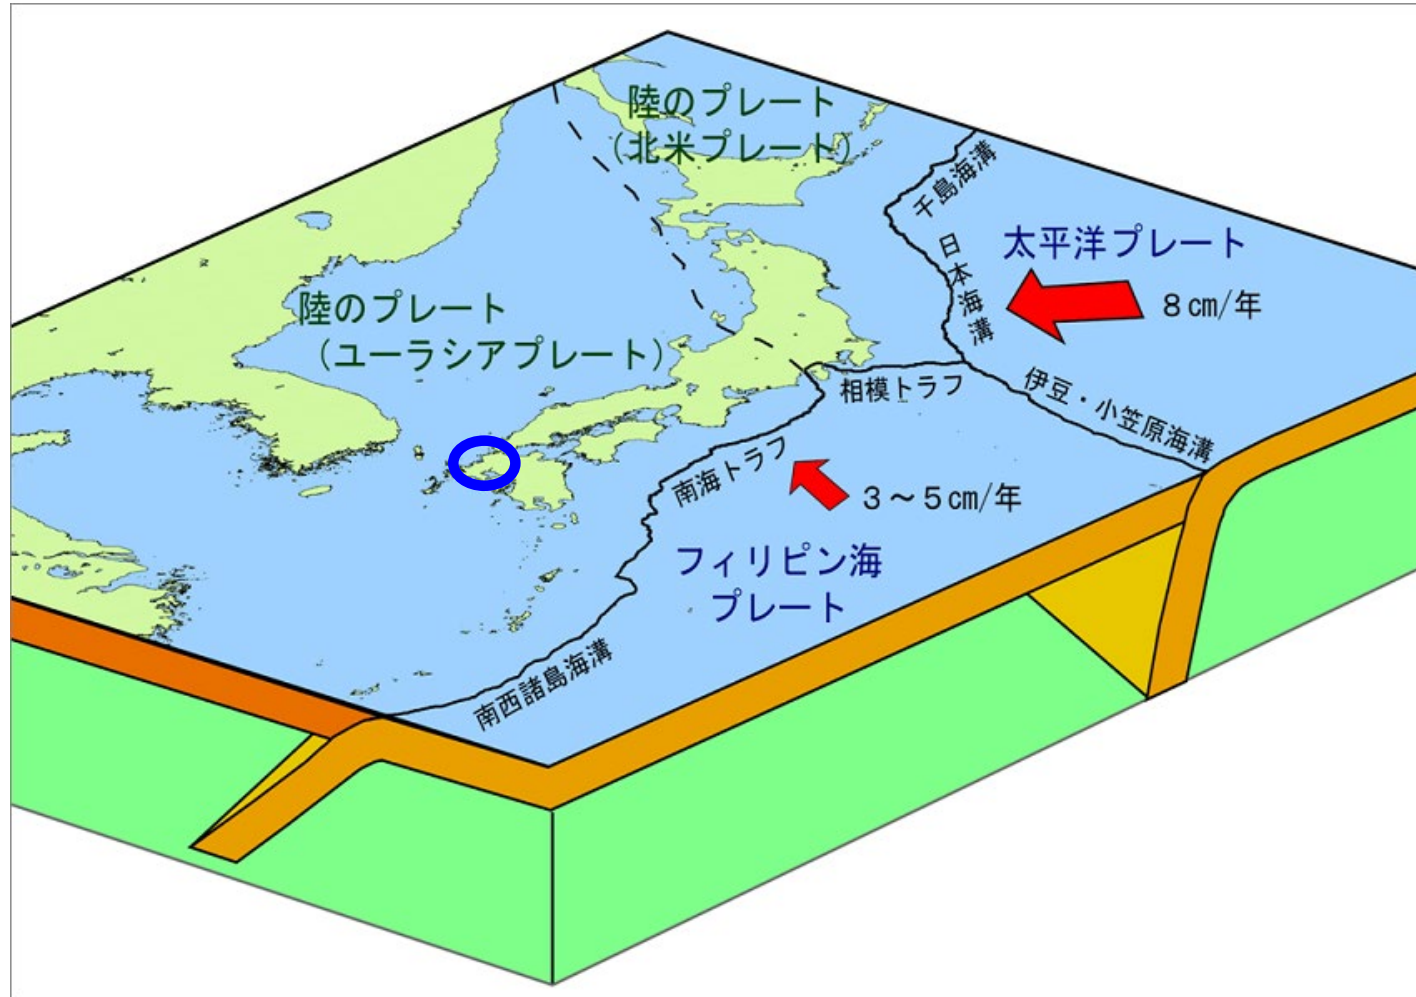 陸のプレート
（北米プレート）
千島海溝
日本海溝
太平洋プレート
8㎝/年
陸のプレート
（ユーラシアプレート）
相模トラフ
伊豆・小笠原海溝
南海トラフ
3～5㎝/年
フィリピン海
プレート
南西諸島海溝